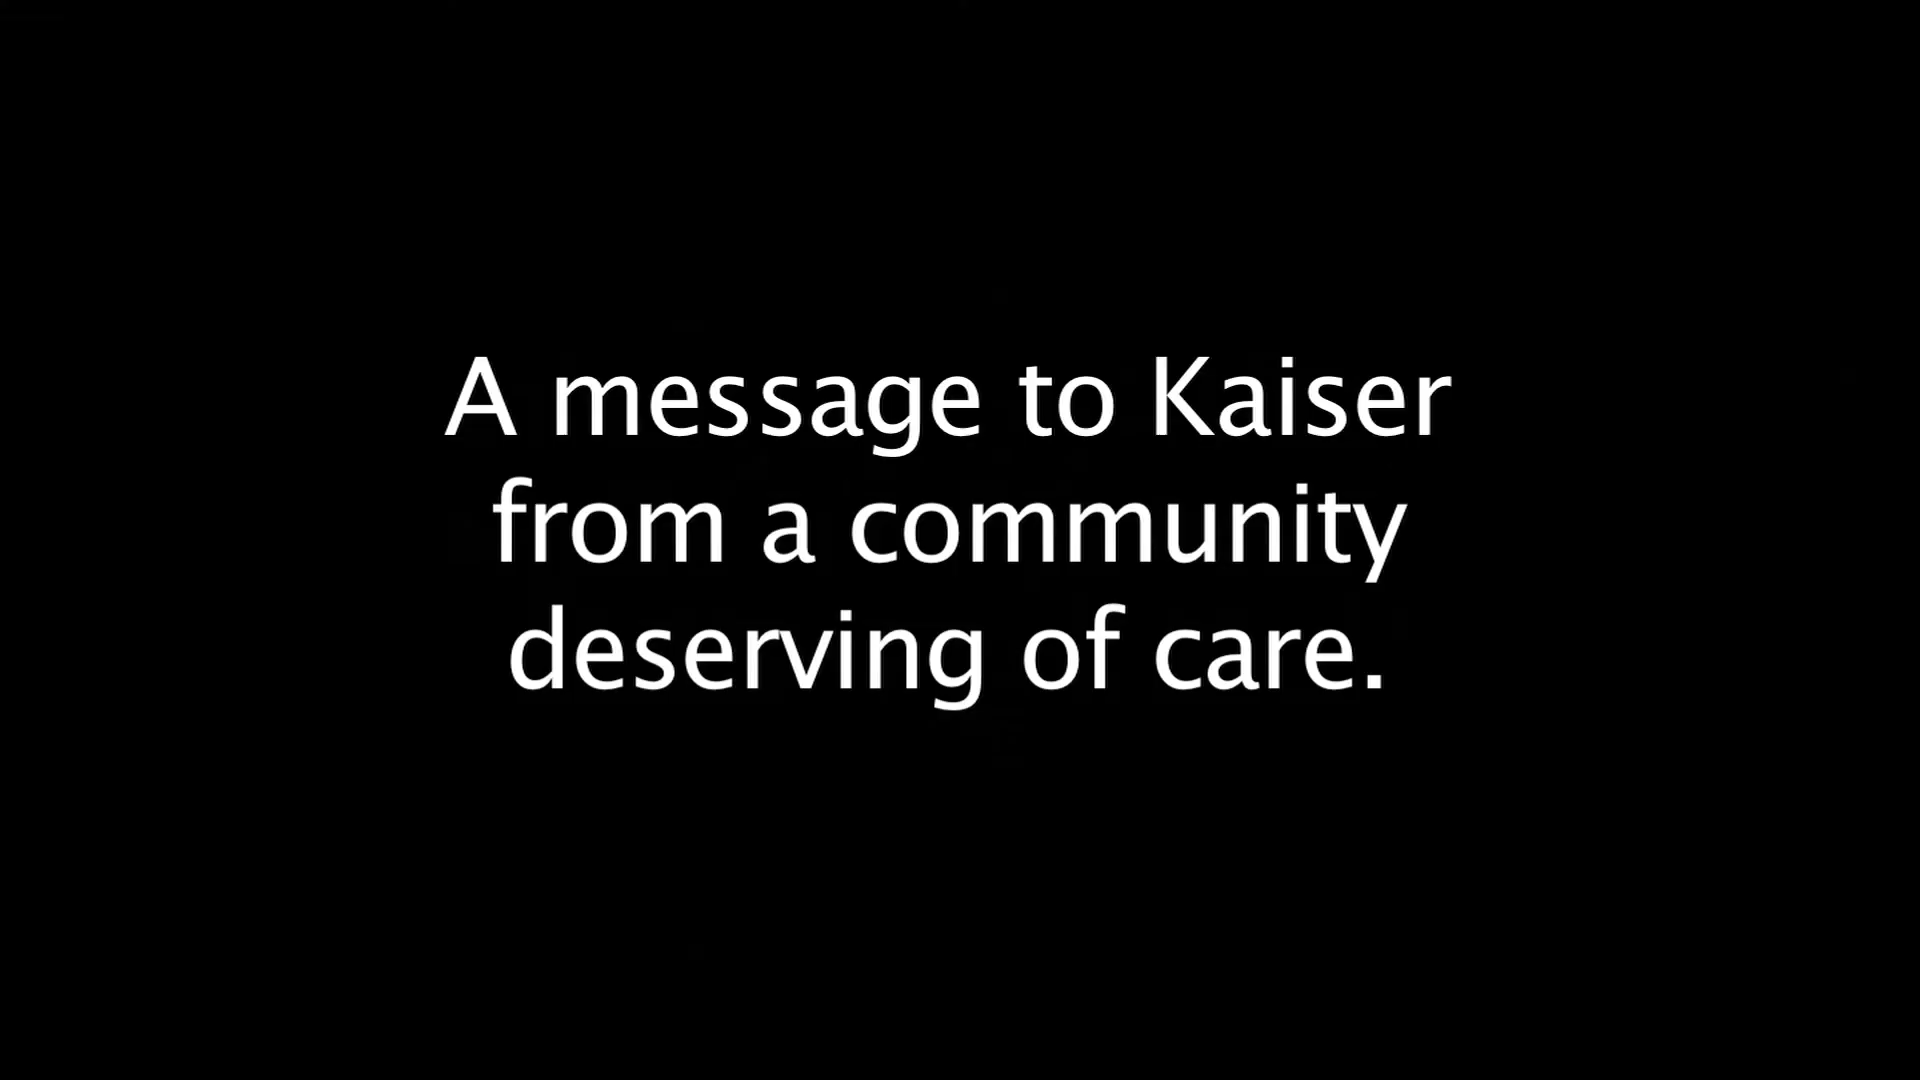 A message to Kaiser
from a community
deserving of care.